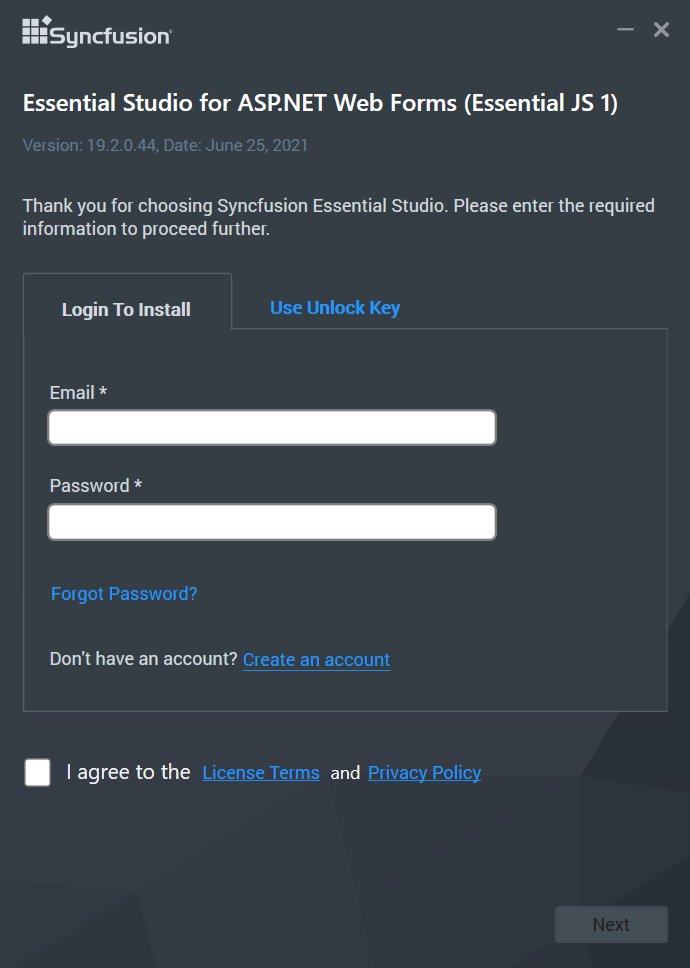 Syncfusion®
Essential Studio for ASP.NET Web Forms (Essential JS 1)
Version: 19.2.0.44, Date: June 25, 2021
Thank you for choosing Syncfusion Essential Studio. Please enter the required
information to proceed further.
Login To Install
Use Unlock Key
Email *
Password *
Forgot Password?
Don't have an account? Create an account
I agree to the License Terms and Privacy Policy
Next